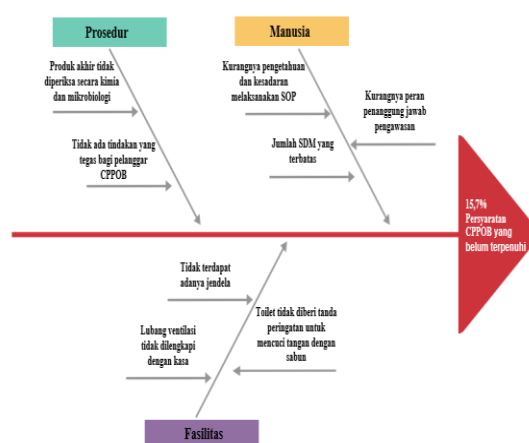 Prosedur
Manusia
Produk akhir tidak
diperiksa secara kimia
dan mikrobiologi
Tidak ada tindakan yang
tegas bagi pelanggar
CPPOB
Kurangnya pengetahuan
dan kesadaran
melaksanakan SOP
Jumlah SDM yang
terbatas
Kurangnya peran
penanggung jawab
pengawasan
15,7%
Persyaratan
CPPOB yang
belum terpenuhi
Tidak terdapat
adanya jendela
Lubang ventilasi
tidak dilengkapi
dengan kasa
Toilet tidak diberi tanda
peringatan untuk
mencuci tangan dengan
sabun
Fasilitas